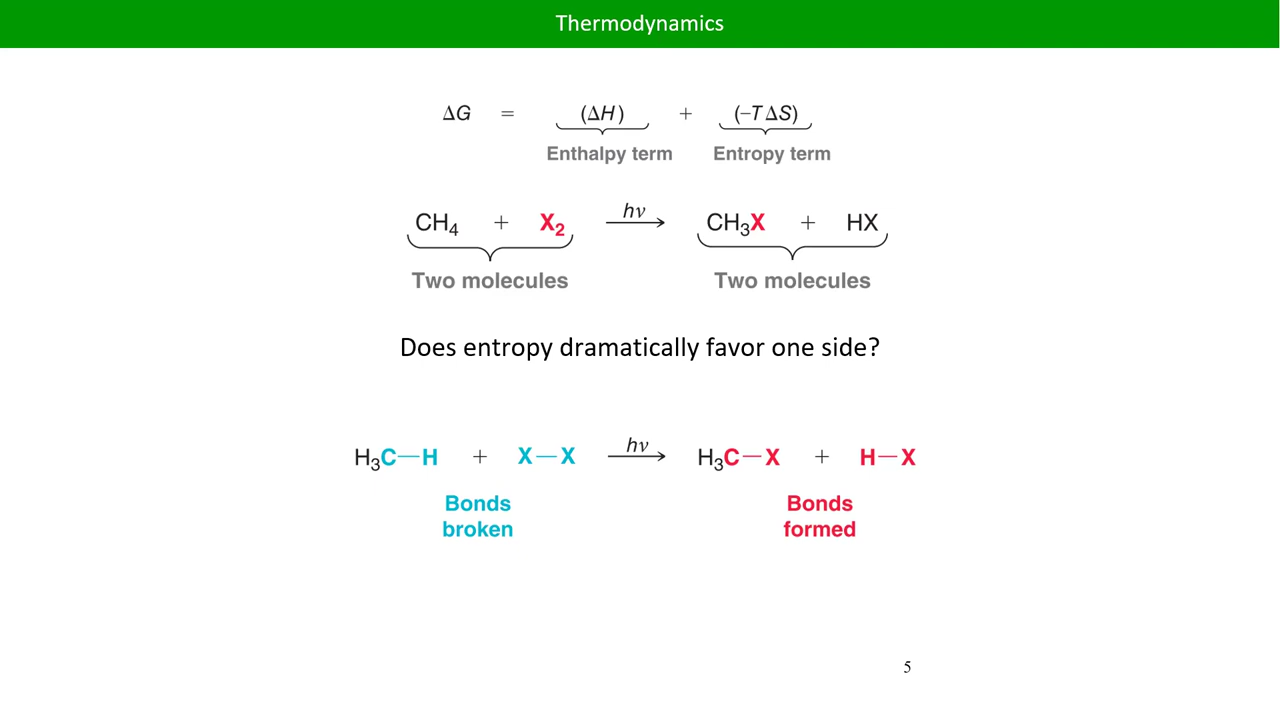 Thermodynamics
ΔG = (ΔH) + (–TΔS)
Enthalpy term Entropy term
CH₄ + X₂ hν CH₃X + HX
Two molecules Two molecules
Does entropy dramatically favor one side?
H₃C—H + X—X hν H₃C—X + H—X
Bonds broken Bonds formed
5